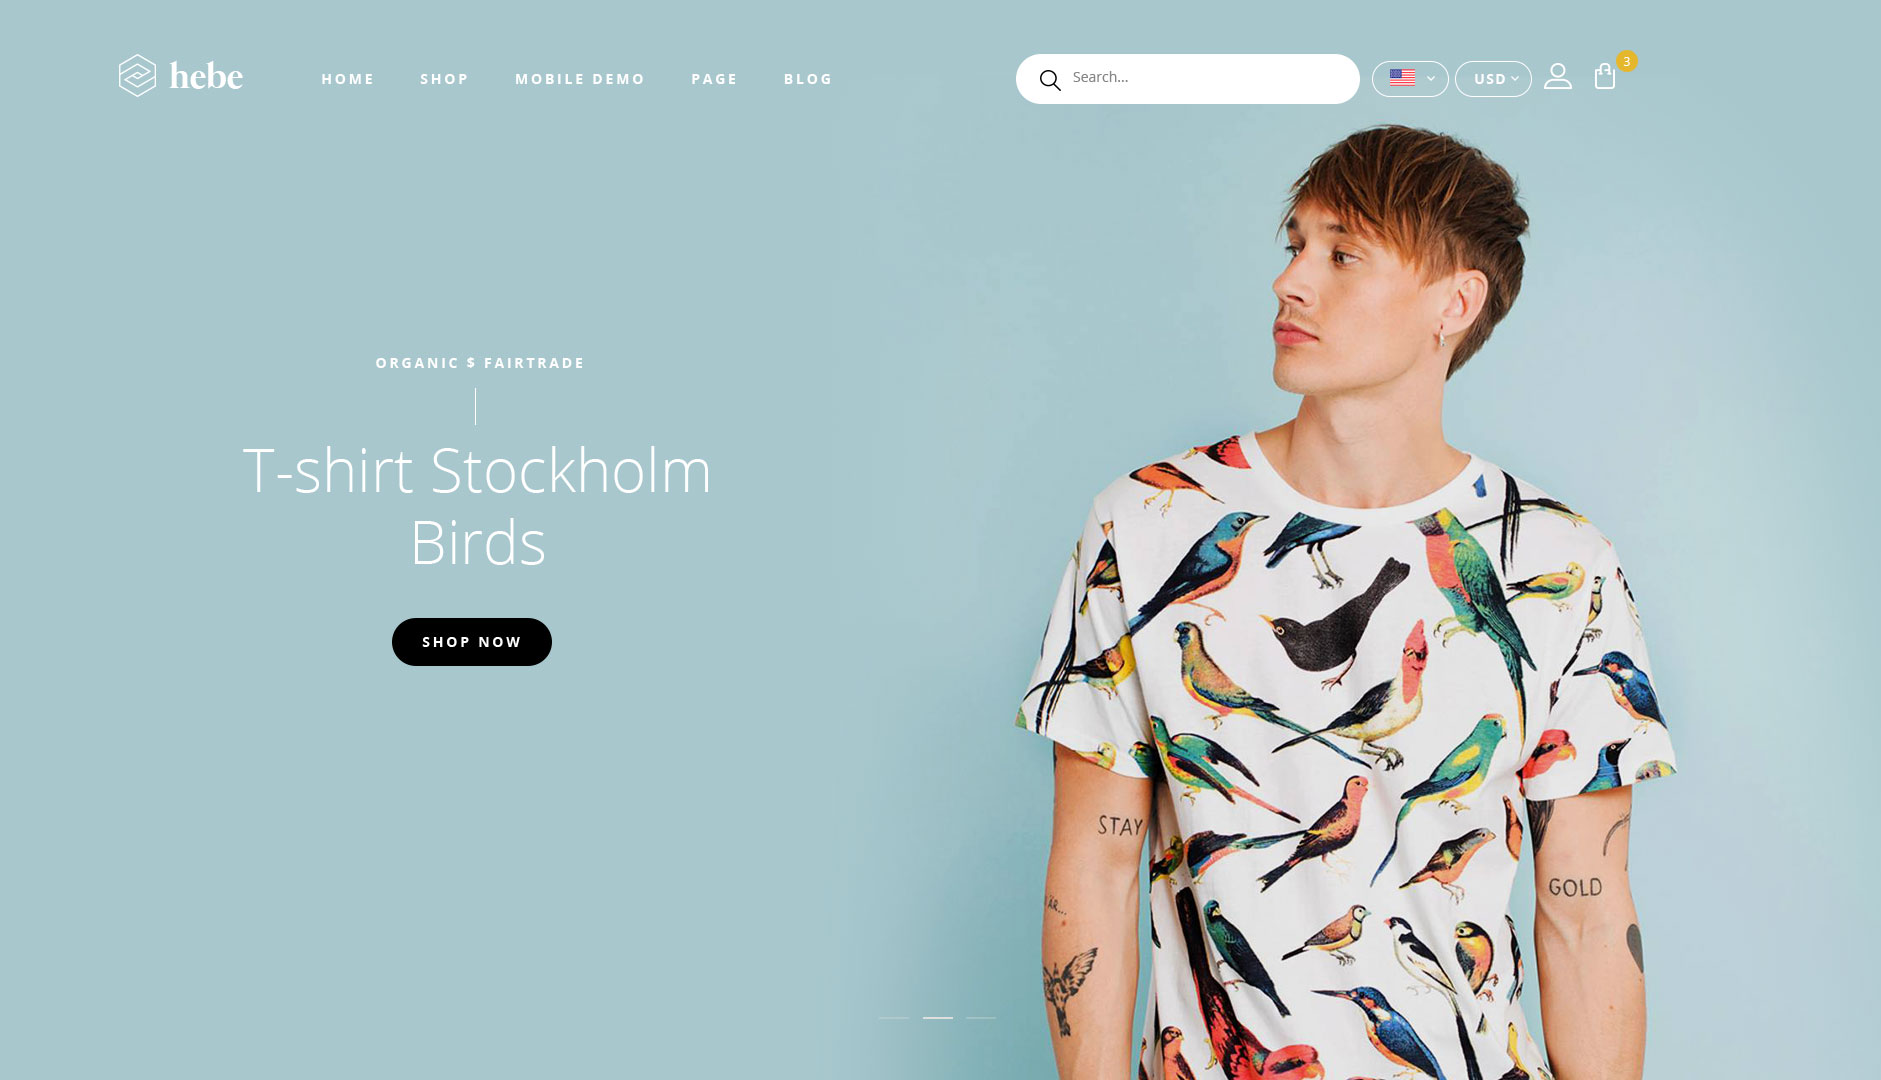 hebe
HOME SHOP MOBILE DEMO PAGE BLOG
Search...
USD
3
ORGANIC $ FAIRTRADE
T-shirt Stockholm
Birds
SHOP NOW
STAY
GOLD
ÄR...